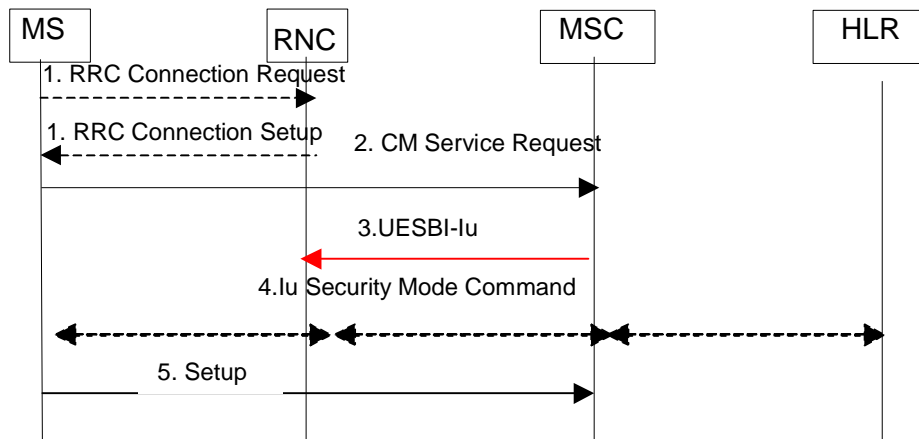 MS
RNC
MSC
HLR
1. RRC Connection Request
1. RRC Connection Setup
2. CM Service Request
3.UESBI-Iu
4.Iu Security Mode Command
5. Setup